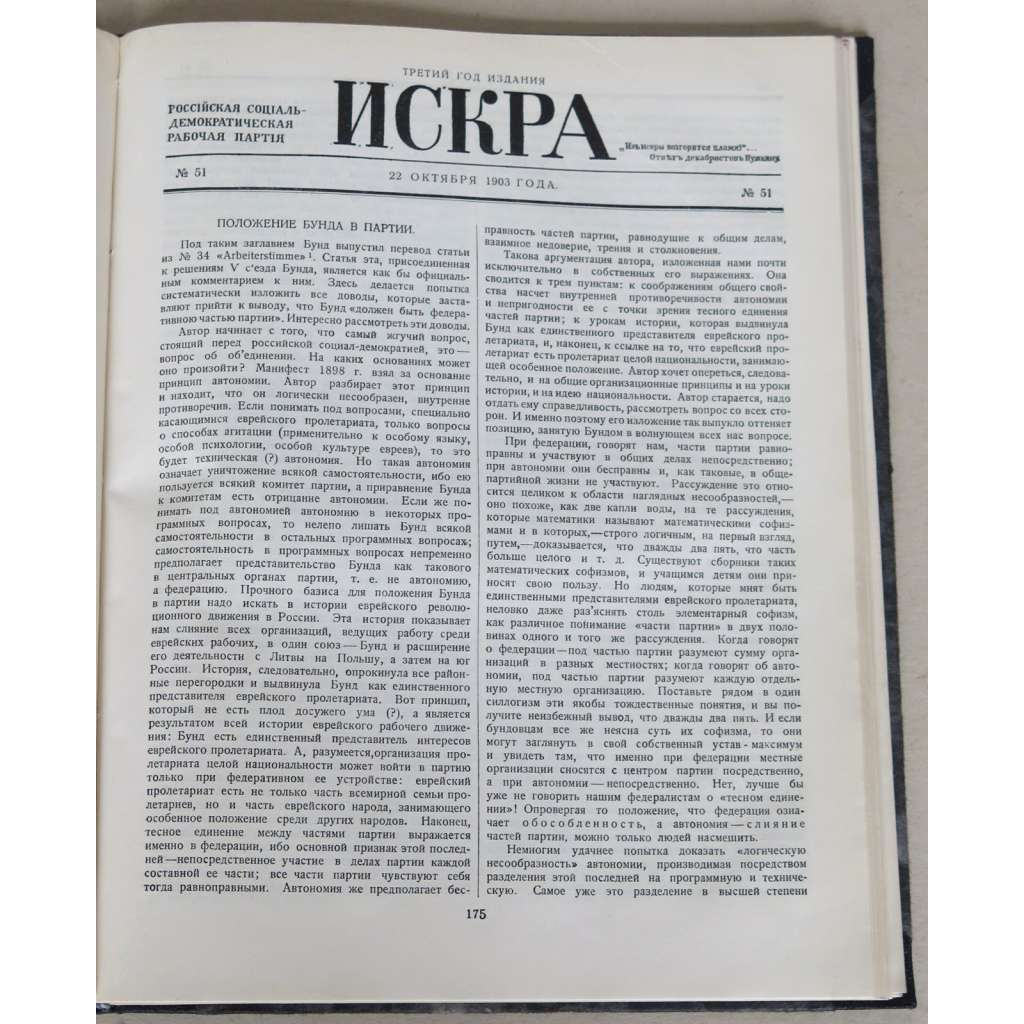 ТРЕТИЙ ГОД ИЗДАНИЯ
РОССІЙСКАЯ СОЦІАЛЬ-
ДЕМОКРАТИЧЕСКАЯ
РАБОЧАЯ ПАРТІЯ
ИСКРА
„Изъ искры возгорится пламя!“...
Отвѣтъ декабристовъ Пушкину
№ 51
22 ОКТЯБРЯ 1903 ГОДА.
№ 51
ПОЛОЖЕНИЕ БУНДА В ПАРТИИ.
Под таким заглавием Бунд выпустил перевод статьи
из № 34 «Arbeiterstimme» ¹. Статья эта, присоединенная
к решениям V с'езда Бунда, является как бы официаль-
ным комментарием к ним. Здесь делается попытка
систематически изложить все доводы, которые заста-
вляют прийти к выводу, что Бунд «должен быть федера-
тивною частью партии». Интересно рассмотреть эти доводы.
Автор начинает с того, что самый жгучий вопрос,
стоящий перед российской социал-демократией, это —
вопрос об об'единении. На каких основаниях может
оно произойти? Манифест 1898 г. взял за основание
принцип автономии. Автор разбирает этот принцип
и находит, что он логически несообразен, внутренне
противоречив. Если понимать под вопросами, специально
касающимися еврейского пролетариата, только вопросы
о способах агитации (применительно к особому языку,
особой психологии, особой культуре евреев), то это
будет техническая (?) автономия. Но такая автономия
означает уничтожение всякой самостоятельности, ибо ею
пользуется всякий комитет партии, а приравнение Бунда
к комитетам есть отрицание автономии. Если же по-
нимать под автономией автономию в некоторых про-
граммных вопросах, то нелепо лишать Бунд всякой
самостоятельности в остальных программных вопросах;
самостоятельность в программных вопросах непременно
предполагает представительство Бунда как такового
в центральных органах партии, т. е. не автономию,
а федерацию. Прочного базиса для положения Бунда
в партии надо искать в истории еврейского револю-
ционного движения в России. Эта история показывает
нам слияние всех организаций, ведущих работу среди
еврейских рабочих, в один союз — Бунд и расширение
его деятельности с Литвы на Польшу, а затем на юг
России. История, следовательно, опрокинула все район-
ные перегородки и выдвинула Бунд как единственного
представителя еврейского пролетариата. Вот принцип,
который не есть плод досужего ума (?), а является
результатом всей истории еврейского рабочего движе-
ния: Бунд есть единственный представитель интересов
еврейского пролетариата. А, разумеется,организация про-
летариата целой национальности может войти в партию
только при федеративном ее устройстве: еврейский
пролетариат есть не только часть всемирной семьи про-
летариев, но и часть еврейского народа, занимающего
особенное положение среди других народов. Наконец,
тесное единение между частями партии выражается
именно в федерации, ибо основной признак этой послед-
ней—непосредственное участие в делах партии каждой
составной ее части; все части партии чувствуют себя
тогда равноправными. Автономия же предполагает бес-
правность частей партии, равнодушие к общим делам,
взаимное недоверие, трения и столкновения.
Такова аргументация автора, изложенная нами почти
исключительно в собственных его выражениях. Она
сводится к трем пунктам: к соображениям общего свой-
ства насчет внутренней противоречивости автономии
и непригодности ее с точки зрения тесного единения
частей партии; к урокам истории, которая выдвинула
Бунд как единственного представителя еврейского про-
летариата, и, наконец, к ссылке на то, что еврейский про-
летариат есть пролетариат целой национальности, занимаю-
щей особенное положение. Автор хочет опереться, следова-
тельно, и на общие организационные принципы и на уроки
истории, и на идею национальности. Автор старается, надо
отдать ему справедливость, рассмотреть вопрос со всех сто-
рон. И именно поэтому его изложение так выпукло оттеняет
позицию, занятую Бундом в волнующем всех нас вопросе.
При федерации, говорят нам, части партии равно-
правны и участвуют в общих делах непосредственно;
при автономии они бесправны и, как таковые, в обще-
партийной жизни не участвуют. Рассуждение это отно-
сится целиком к области наглядных несообразностей,—
оно похоже, как две капли воды, на те рассуждения,
которые математики называют математическими софиз-
мами и в которых,—строго логичным, на первый взгляд,
путем,—доказывается, что дважды два пять, что часть
больше целого и т. д. Существуют сборники таких
математических софизмов, и учащимся детям они при-
носят свою пользу. Но людям, которые мнят быть
единственными представителями еврейского пролетариата,
неловко даже раз'яснять столь элементарный софизм,
как различное понимание «части партии» в двух поло-
винах одного и того же рассуждения. Когда говорят
о федерации—под частью партии разумеют сумму орга-
низаций в разных местностях; когда говорят об авто-
номии, под частью партии разумеют каждую отдель-
ную местную организацию. Поставьте рядом в один
силлогизм эти якобы тождественные понятия, и вы по-
лучите неизбежный вывод, что дважды два пять. И если
бундовцам все же неясна суть их софизма, то они
могут заглянуть в свой собственный устав-максимум
и увидеть там, что именно при федерации местные
организации сносятся с центром партии посредственно,
а при автономии—непосредственно. Нет, лучше бы
уже не говорить нашим федералистам о «тесном едине-
нии»! Опровергая то положение, что федерация озна-
чает обособленность, а автономия—слияние
частей партии, можно только людей насмешить.
Немногим удачнее попытка доказать «логическую
несообразность» автономии, производимая посредством
разделения этой последней на программную и техниче-
скую. Самое уже это разделение в высшей степени
175